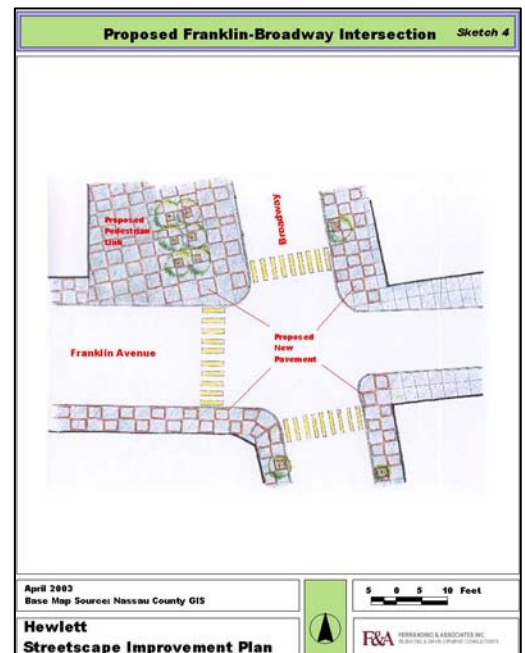 Proposed Franklin-Broadway Intersection Sketch 4
Proposed
Pedestrian
Link
Broadway
Franklin Avenue
Proposed
New
Pavement
April 2003
Base Map Source: Nassau County GIS
5 0 5 10 Feet
Hewlett
Streetscape Improvement Plan
F&A